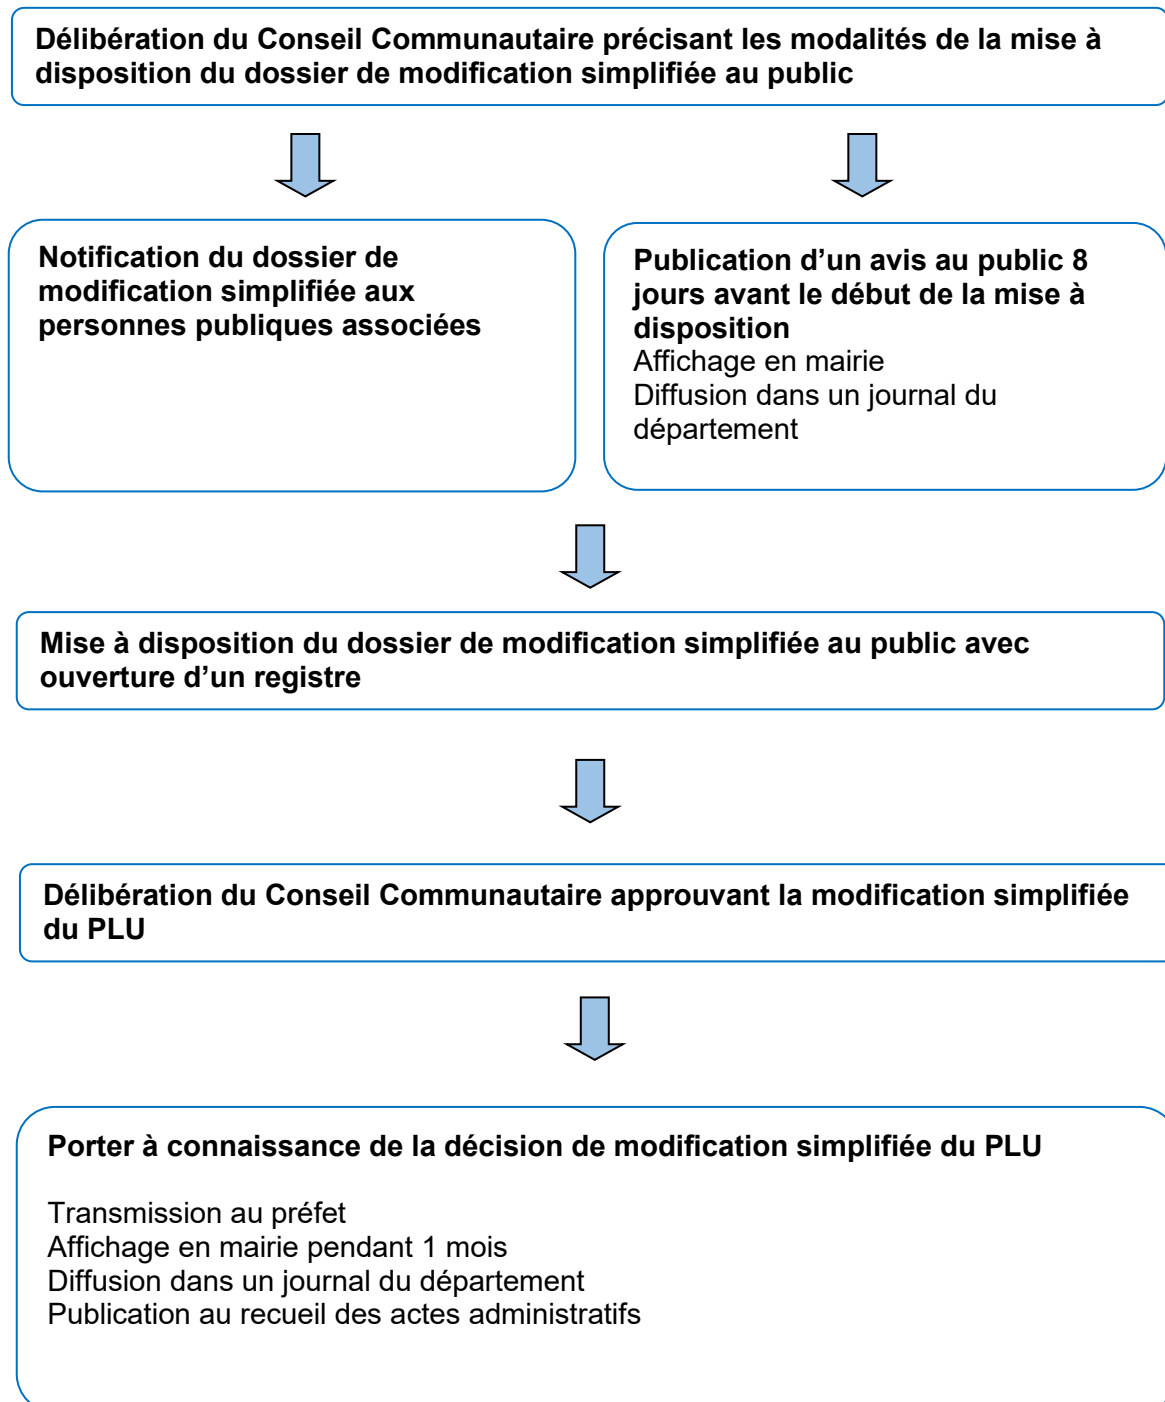 Délibération du Conseil Communautaire précisant les modalités de la mise à
disposition du dossier de modification simplifiée au public
Notification du dossier de
modification simplifiée aux
personnes publiques associées
Publication d’un avis au public 8
jours avant le début de la mise à
disposition
Affichage en mairie
Diffusion dans un journal du
département
Mise à disposition du dossier de modification simplifiée au public avec
ouverture d’un registre
Délibération du Conseil Communautaire approuvant la modification simplifiée
du PLU
Porter à connaissance de la décision de modification simplifiée du PLU
Transmission au préfet
Affichage en mairie pendant 1 mois
Diffusion dans un journal du département
Publication au recueil des actes administratifs